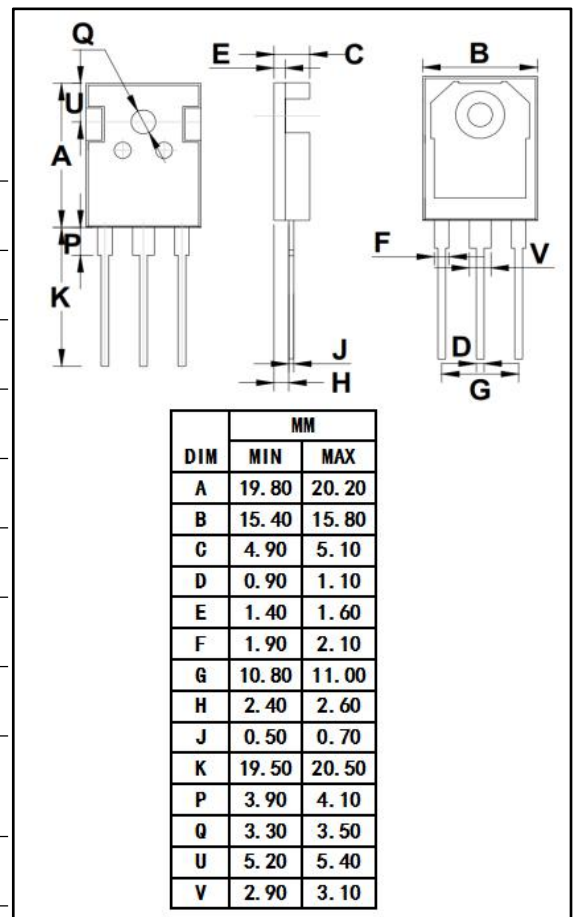 Q
E C B
U
A
P
F V
K
J D
H G
MM
DIM MIN MAX
A 19.80 20.20
B 15.40 15.80
C 4.90 5.10
D 0.90 1.10
E 1.40 1.60
F 1.90 2.10
G 10.80 11.00
H 2.40 2.60
J 0.50 0.70
K 19.50 20.50
P 3.90 4.10
Q 3.30 3.50
U 5.20 5.40
V 2.90 3.10